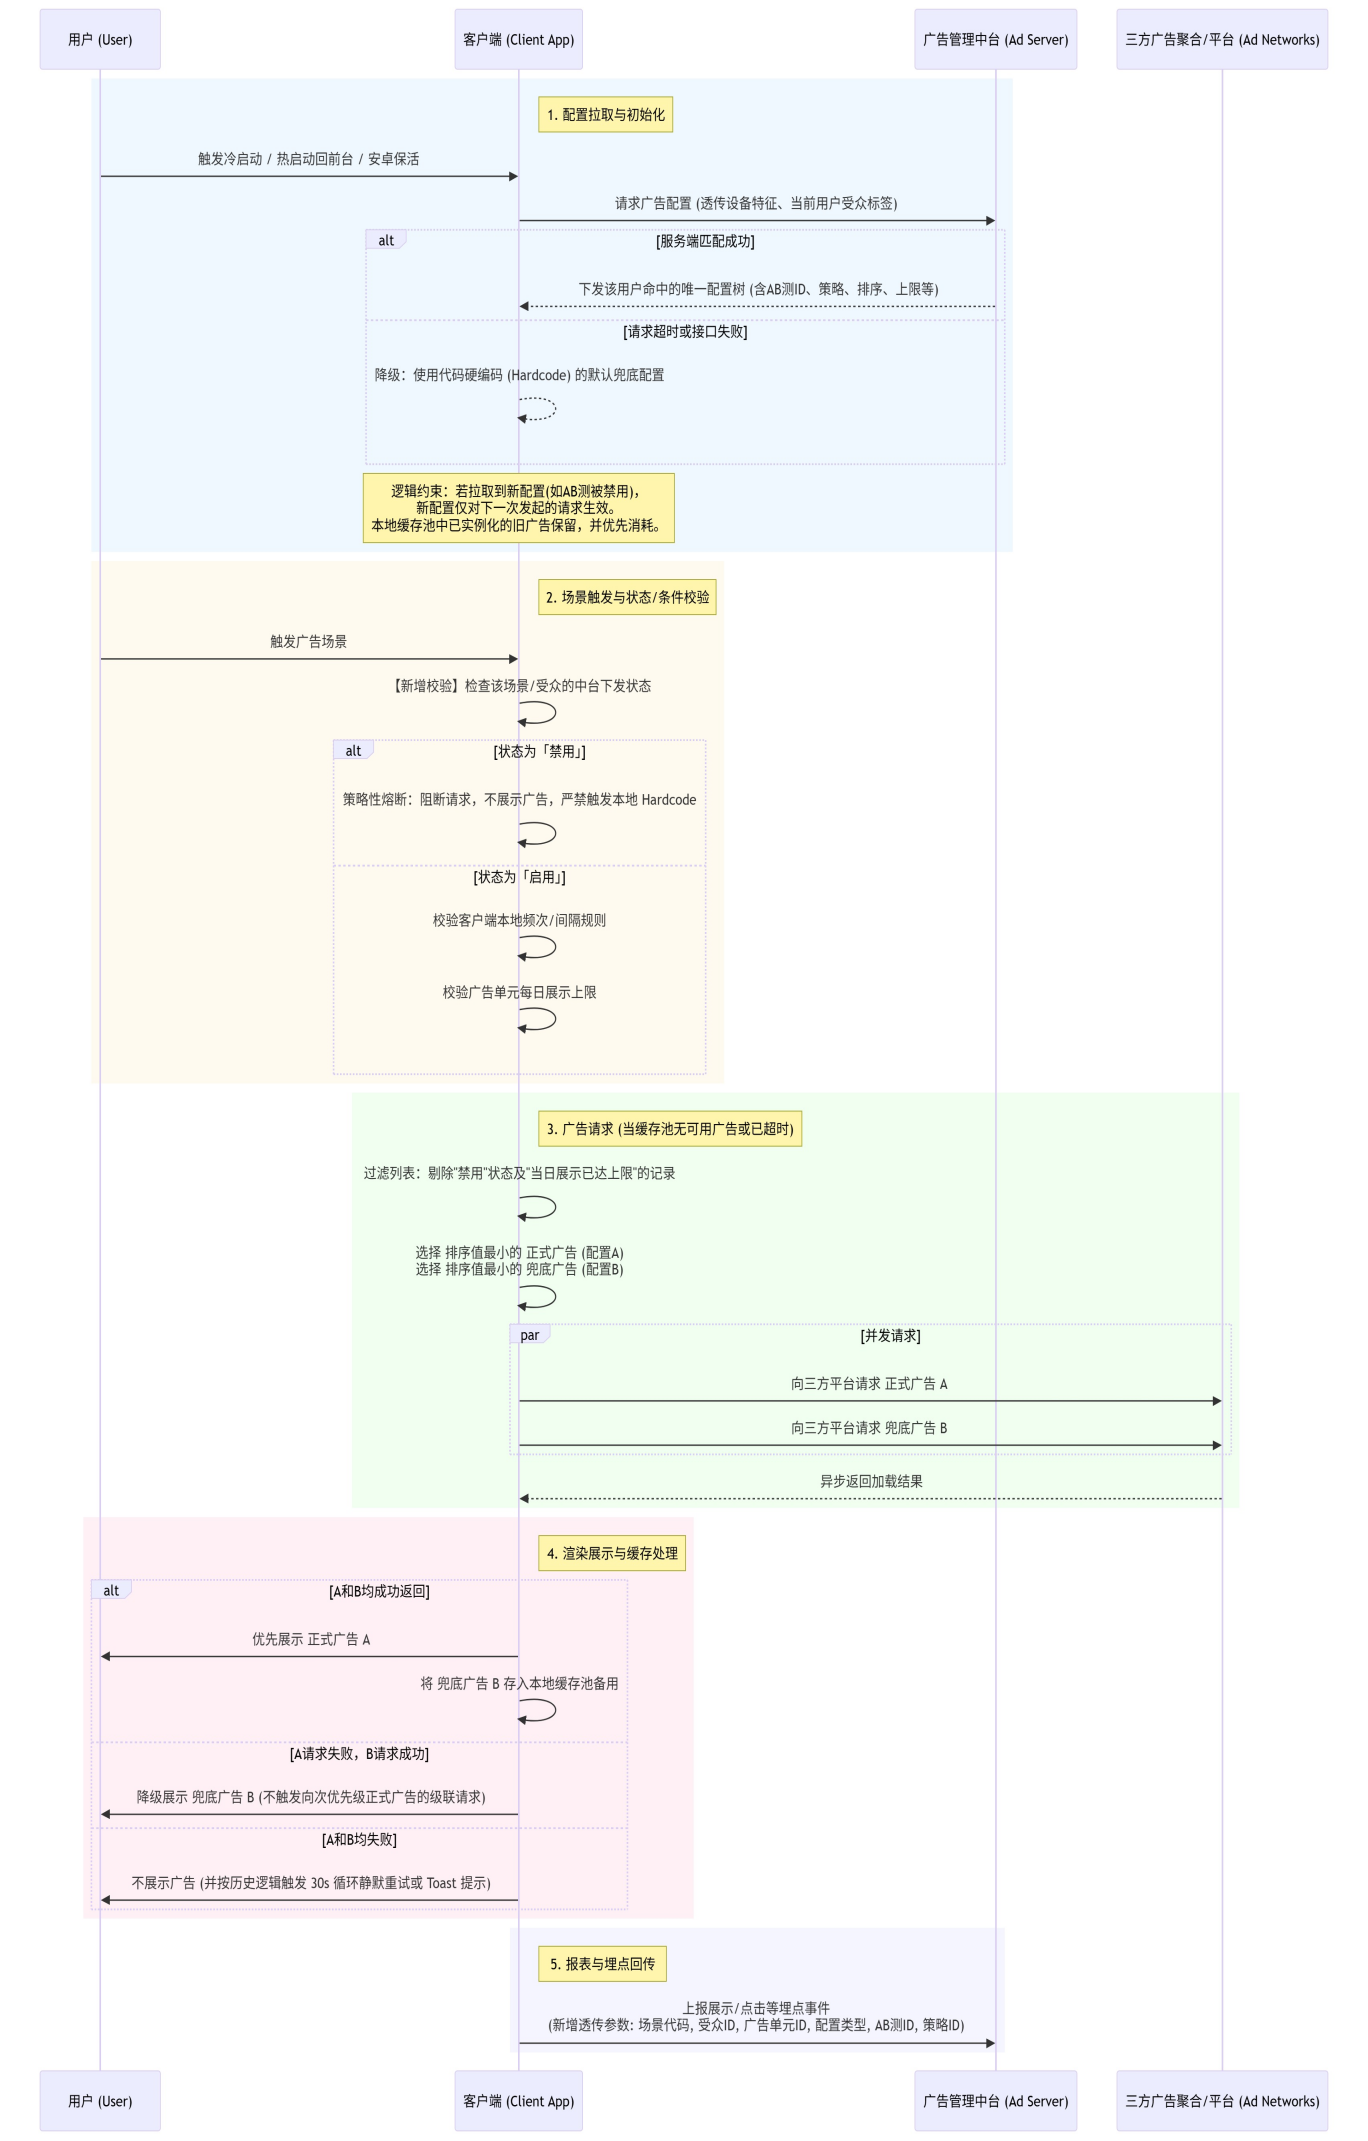 用户 (User)
客户端 (Client App)
广告管理中台 (Ad Server)
三方广告聚合/平台 (Ad Networks)
1. 配置拉取与初始化
触发冷启动 / 热启动回前台 / 安卓保活
请求广告配置 (透传设备特征、当前用户受众标签)
alt
[服务端匹配成功]
下发该用户命中的唯一配置树 (含AB测ID、策略、排序、上限等)
[请求超时或接口失败]
降级：使用代码硬编码 (Hardcode) 的默认兜底配置
逻辑约束：若拉取到新配置(如AB测被禁用)，
新配置仅对下一次发起的请求生效。
本地缓存池中已实例化的旧广告保留，并优先消耗。
2. 场景触发与状态/条件校验
触发广告场景
【新增校验】检查该场景/受众的中台下发状态
alt
[状态为「禁用」]
策略性熔断：阻断请求，不展示广告，严禁触发本地 Hardcode
[状态为「启用」]
校验客户端本地频次/间隔规则
校验广告单元每日展示上限
3. 广告请求 (当缓存池无可用广告或已超时)
过滤列表：剔除"禁用"状态及"当日展示已达上限"的记录
选择 排序值最小的 正式广告 (配置A)
选择 排序值最小的 兜底广告 (配置B)
par
[并发请求]
向三方平台请求 正式广告 A
向三方平台请求 兜底广告 B
异步返回加载结果
4. 渲染展示与缓存处理
alt
[A和B均成功返回]
优先展示 正式广告 A
将 兜底广告 B 存入本地缓存池备用
[A请求失败，B请求成功]
降级展示 兜底广告 B (不触发向次优先级正式广告的级联请求)
[A和B均失败]
不展示广告 (并按历史逻辑触发 30s 循环静默重试或 Toast 提示)
5. 报表与埋点回传
上报展示/点击等埋点事件
(新增透传参数: 场景代码, 受众ID, 广告单元ID, 配置类型, AB测ID, 策略ID)
用户 (User)
客户端 (Client App)
广告管理中台 (Ad Server)
三方广告聚合/平台 (Ad Networks)